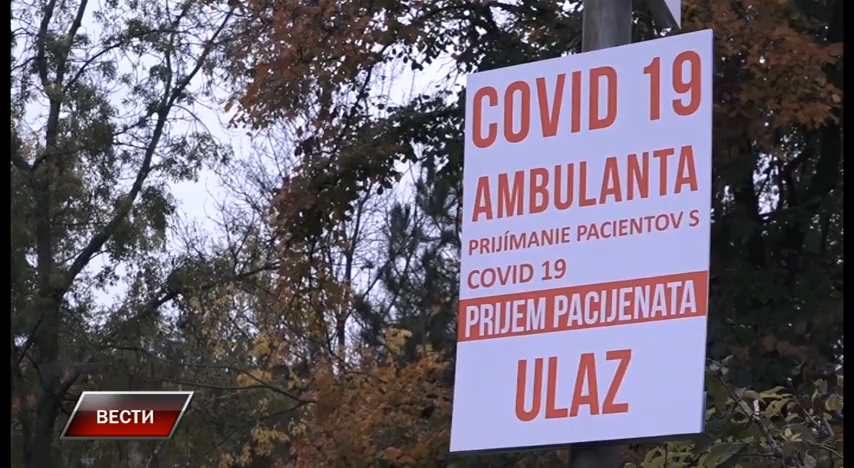 COVID 19
AMBULANTA
PRIJÍMANIE PACIENTOV S
COVID 19
PRIJEM PACIJENATA
ULAZ
ВЕСТИ